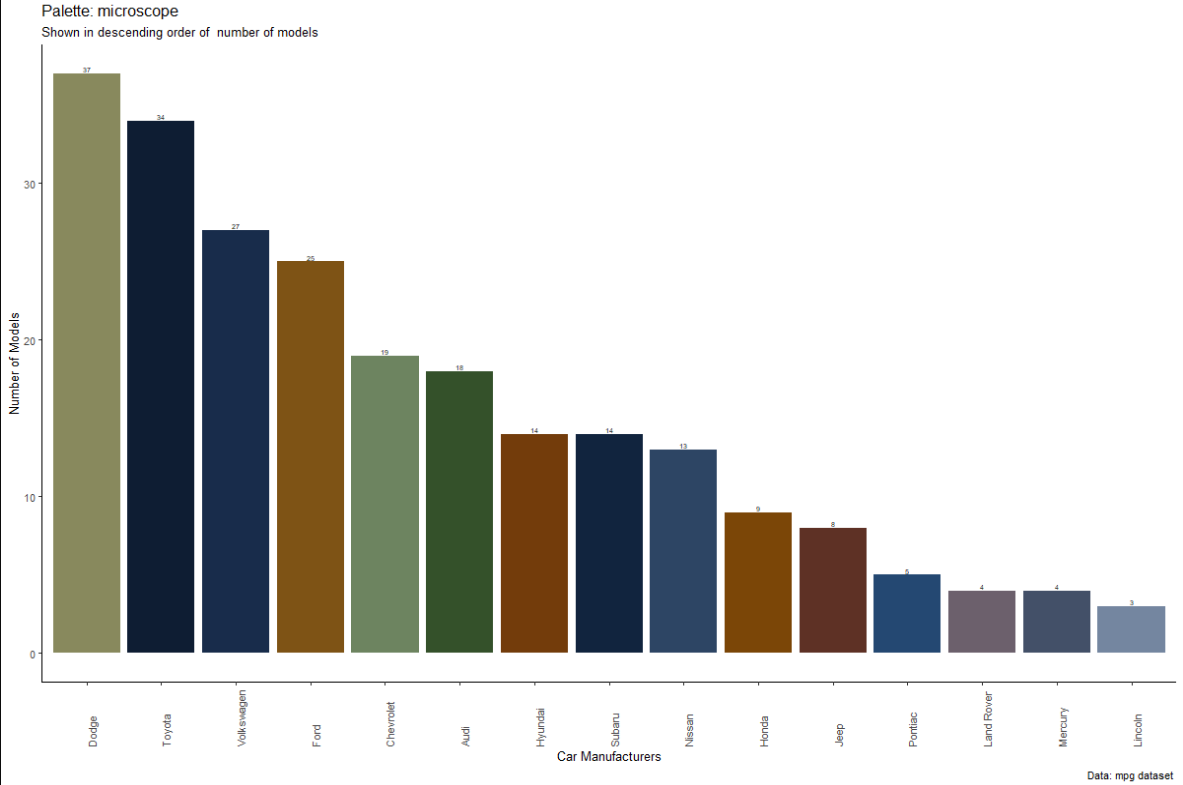 Palette: microscope
Shown in descending order of  number of models
37
34
27
25
19
18
14
14
13
9
8
5
4
4
3
30
20
10
0
Number of Models
Dodge
Toyota
Volkswagen
Ford
Chevrolet
Audi
Hyundai
Subaru
Nissan
Honda
Jeep
Pontiac
Land Rover
Mercury
Lincoln
Car Manufacturers
Data: mpg dataset